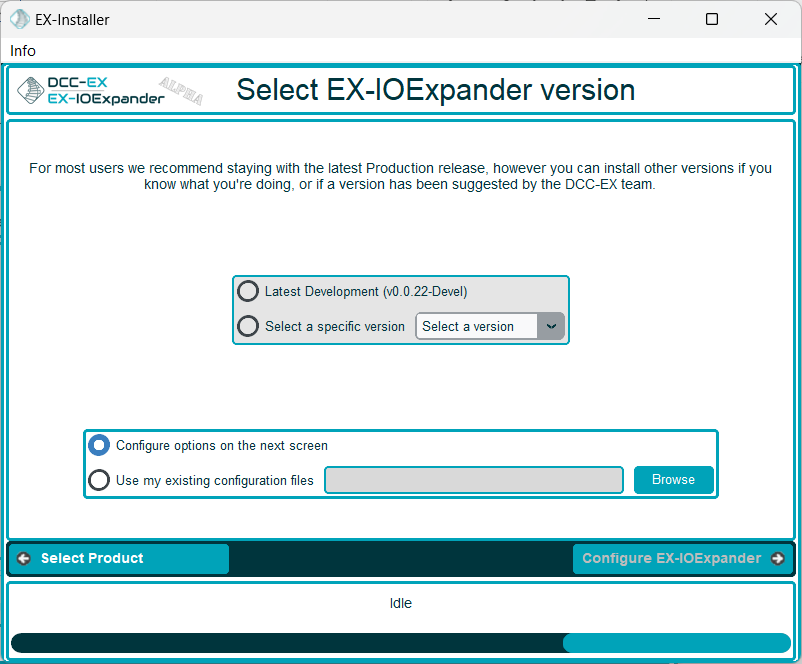 EX-Installer
Info
DCC-EX
EX-IOExpander
ALPHA
Select EX-IOExpander version
For most users we recommend staying with the latest Production release, however you can install other versions if you
know what you're doing, or if a version has been suggested by the DCC-EX team.
Latest Development (v0.0.22-Devel)
Select a specific version
Select a version
Configure options on the next screen
Use my existing configuration files
Browse
Select Product
Configure EX-IOExpander
Idle